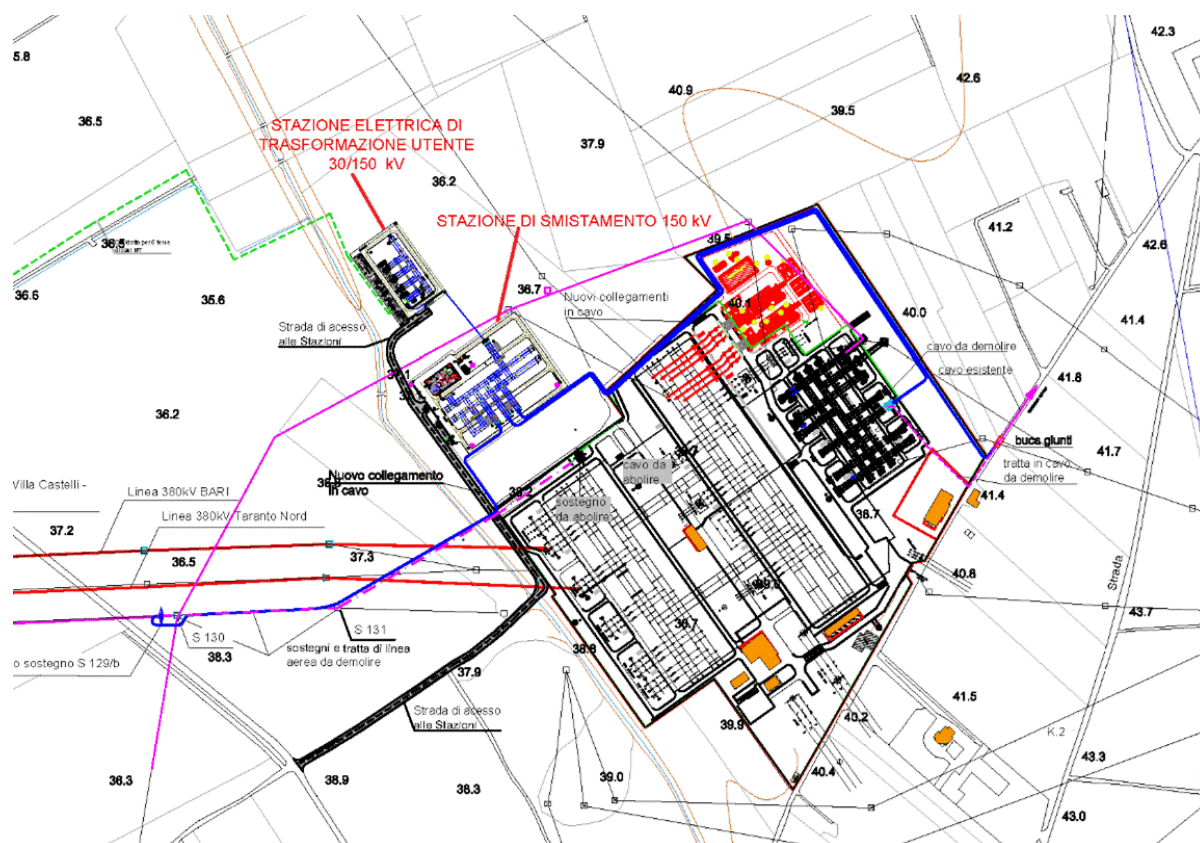 42.3
5.8
42.6
40.9
39.5
36.5
STAZIONE ELETTRICA DI
TRASFORMAZIONE UTENTE
30/150 kV
37.9
36.2
STAZIONE DI SMISTAMENTO 150 kV
41.2
39.5
42.6
36.5
36.6
35.6
36.7
Nuovi collegamenti
in cavo
40.1
40.0
41.4
Strada di acesso
alle Stazioni
cavo da demolire
cavo esistente
41.8
36.2
buca giunti
41.7
tratta in cavo
da demolire
41.4
Nuovo collegamento
in cavo
cavo da
abolire
sostegno
da abolire
38.7
Villa Castelli -
Linea 380kV BARI
Linea 380kV Taranto Nord
37.2
36.5
37.3
40.8
Strada
43.7
S 130
S 131
38.3
sostegni e tratta di linea
aerea da demolire
o sostegno S 129/b
36.7
38.8
37.9
41.5
Strada di acesso
alle Stazioni
39.9
40.2
K.2
43.3
36.3
38.9
38.3
39.0
40.4
43.0